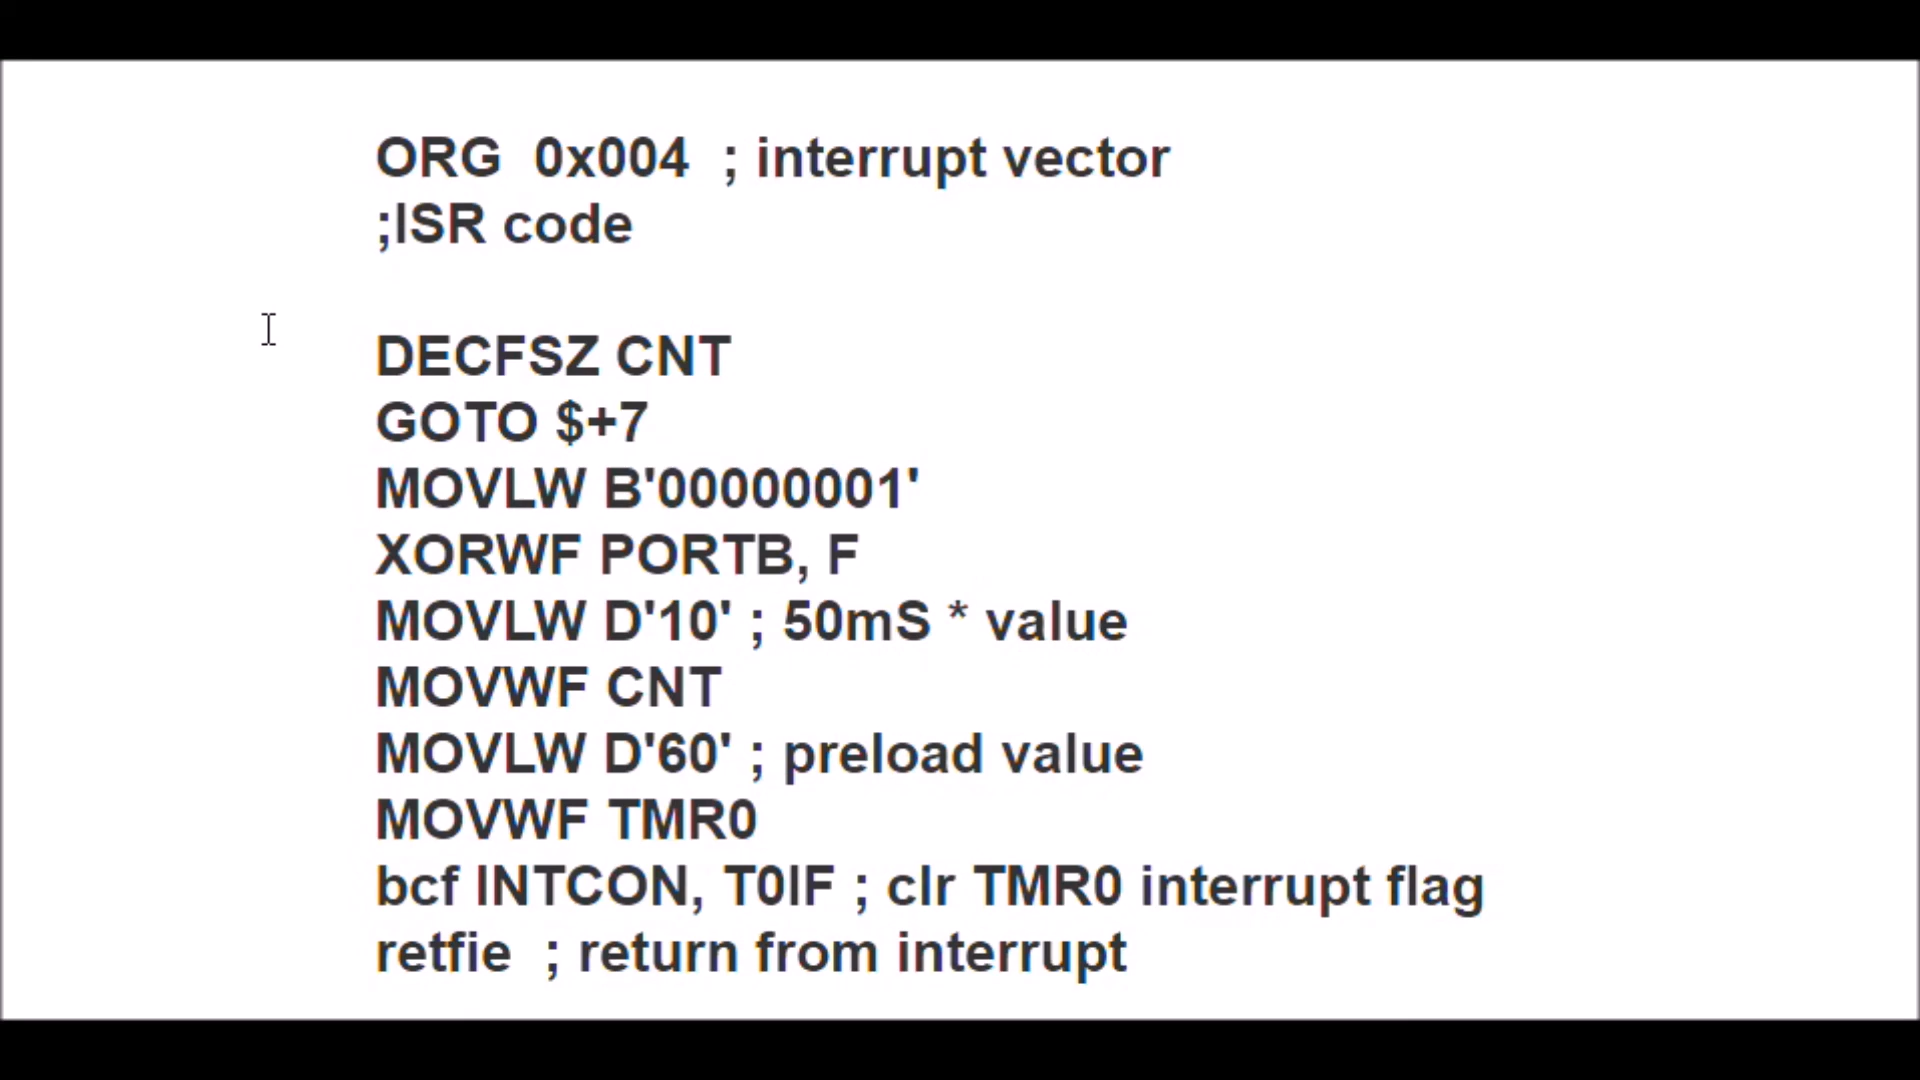 ORG  0x004  ; interrupt vector
;ISR code
DECFSZ CNT
GOTO $+7
MOVLW B'00000001'
XORWF PORTB, F
MOVLW D'10' ; 50mS * value
MOVWF CNT
MOVLW D'60' ; preload value
MOVWF TMR0
bcf INTCON, T0IF ; clr TMR0 interrupt flag
retfie  ; return from interrupt